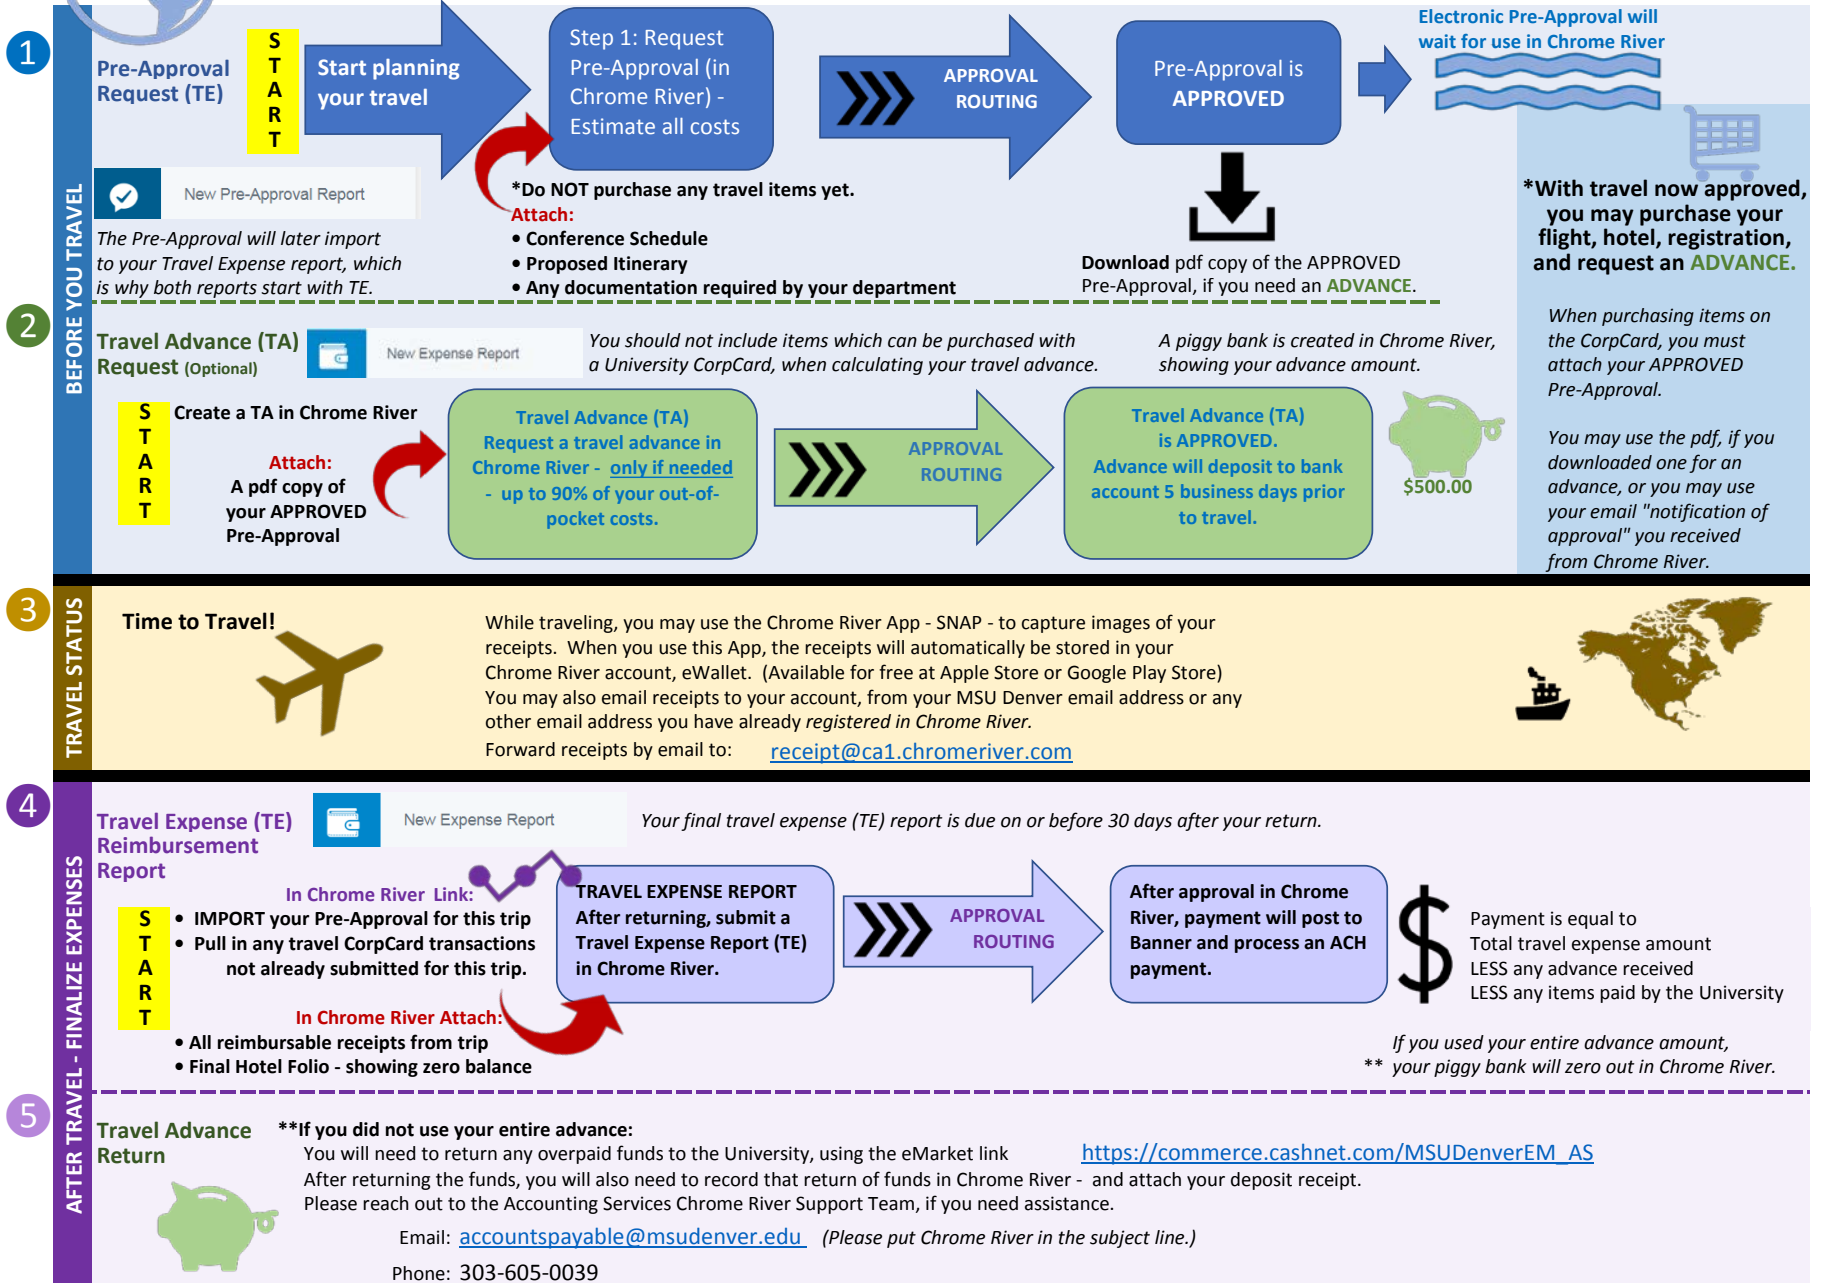 1
BEFORE YOU TRAVEL
Pre-Approval
Request (TE)
START
Start planning
your travel
Step 1: Request
Pre-Approval (in
Chrome River) -
Estimate all costs
APPROVAL
ROUTING
Pre-Approval is
APPROVED
Electronic Pre-Approval will
wait for use in Chrome River
New Pre-Approval Report
The Pre-Approval will later import
to your Travel Expense report, which
is why both reports start with TE.
*Do NOT purchase any travel items yet.
Attach:
• Conference Schedule
• Proposed Itinerary
• Any documentation required by your department
Download pdf copy of the APPROVED
Pre-Approval, if you need an ADVANCE.
*With travel now approved,
you may purchase your
flight, hotel, registration,
and request an ADVANCE.
When purchasing items on
the CorpCard, you must
attach your APPROVED
Pre-Approval.
You may use the pdf, if you
downloaded one for an
advance, or you may use
your email "notification of
approval" you received
from Chrome River.
2
Travel Advance (TA)
Request (Optional)
New Expense Report
You should not include items which can be purchased with
a University CorpCard, when calculating your travel advance.
A piggy bank is created in Chrome River,
showing your advance amount.
START
Create a TA in Chrome River
Attach:
A pdf copy of
your APPROVED
Pre-Approval
Travel Advance (TA)
Request a travel advance in
Chrome River - only if needed
- up to 90% of your out-of-
pocket costs.
APPROVAL
ROUTING
Travel Advance (TA)
is APPROVED.
Advance will deposit to bank
account 5 business days prior
to travel.
$500.00
3
TRAVEL STATUS
Time to Travel!
While traveling, you may use the Chrome River App - SNAP - to capture images of your
receipts. When you use this App, the receipts will automatically be stored in your
Chrome River account, eWallet. (Available for free at Apple Store or Google Play Store)
You may also email receipts to your account, from your MSU Denver email address or any
other email address you have already registered in Chrome River.
Forward receipts by email to: receipt@ca1.chromeriver.com
4
AFTER TRAVEL - FINALIZE EXPENSES
Travel Expense (TE)
Reimbursement
Report
New Expense Report
Your final travel expense (TE) report is due on or before 30 days after your return.
START
In Chrome River Link:
• IMPORT your Pre-Approval for this trip
• Pull in any travel CorpCard transactions
not already submitted for this trip.
In Chrome River Attach:
• All reimbursable receipts from trip
• Final Hotel Folio - showing zero balance
TRAVEL EXPENSE REPORT
After returning, submit a
Travel Expense Report (TE)
in Chrome River.
APPROVAL
ROUTING
After approval in Chrome
River, payment will post to
Banner and process an ACH
payment.
$
Payment is equal to
Total travel expense amount
LESS any advance received
LESS any items paid by the University
If you used your entire advance amount,
** your piggy bank will zero out in Chrome River.
5
Travel Advance
Return
**If you did not use your entire advance:
You will need to return any overpaid funds to the University, using the eMarket link https://commerce.cashnet.com/MSUDenverEM_AS
After returning the funds, you will also need to record that return of funds in Chrome River - and attach your deposit receipt.
Please reach out to the Accounting Services Chrome River Support Team, if you need assistance.
Email: accountspayable@msudenver.edu (Please put Chrome River in the subject line.)
Phone: 303-605-0039